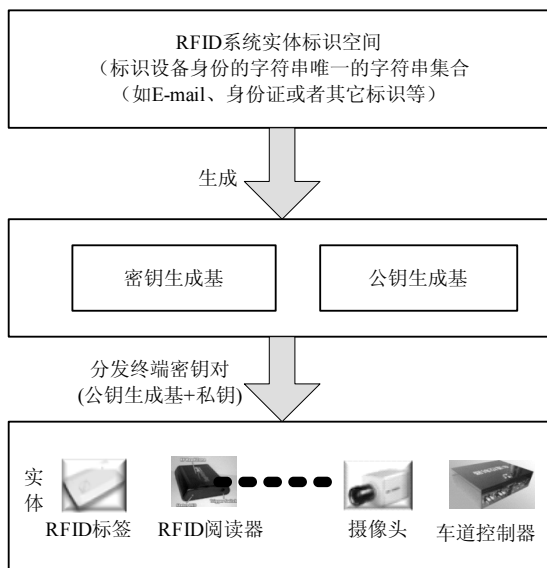 RFID系统实体标识空间
（标识设备身份的字符串唯一的字符串集合
（如E-mail、身份证或者其它标识等）
生成
密钥生成基
公钥生成基
分发终端密钥对
(公钥生成基+私钥)
实体
RFID标签
RFID阅读器
摄像头
车道控制器